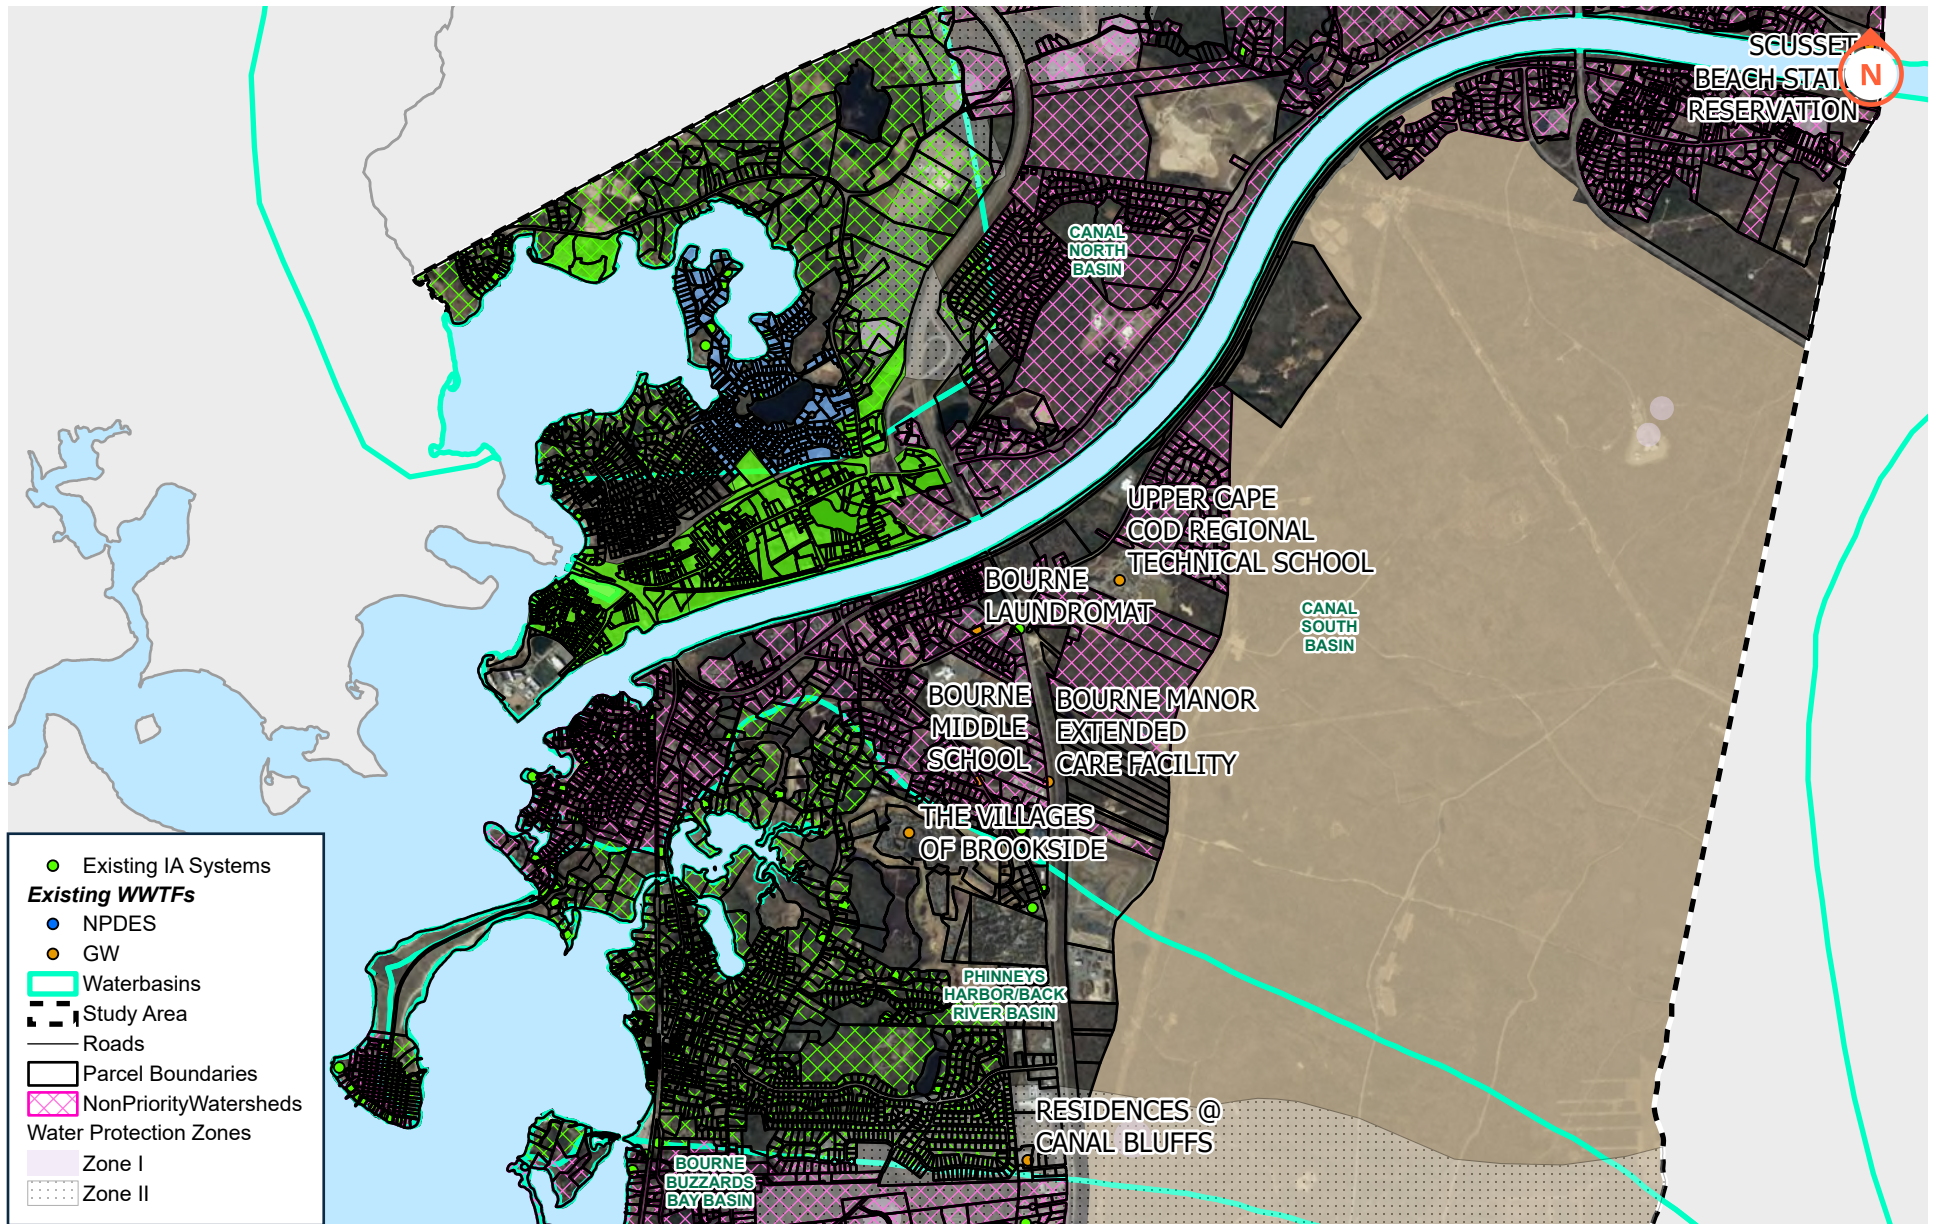 SCUSSET
BEACH STATE
RESERVATION
N
CANAL
NORTH
BASIN
UPPER CAPE
COD REGIONAL
TECHNICAL SCHOOL
BOURNE
LAUNDROMAT
CANAL
SOUTH
BASIN
BOURNE
MIDDLE
SCHOOL
BOURNE MANOR
EXTENDED
CARE FACILITY
THE VILLAGES
OF BROOKSIDE
PHINNEYS
HARBOR/BACK
RIVER BASIN
RESIDENCES @
CANAL BLUFFS
BOURNE
BUZZARDS
BAY BASIN
Existing IA Systems
Existing WWTFs
NPDES
GW
Waterbasins
Study Area
Roads
Parcel Boundaries
NonPriorityWatersheds
Water Protection Zones
Zone I
Zone II